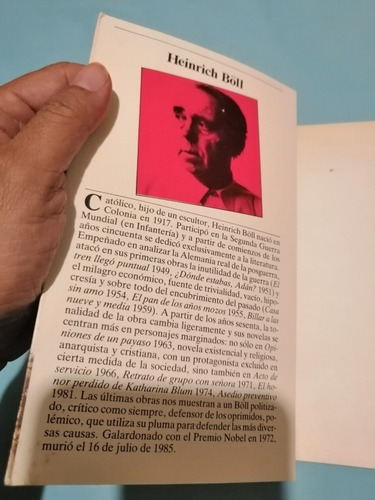 Heinrich Böll
Católico, hijo de un escultor, Heinrich Böll nació en
Colonia en 1917. Participó en la Segunda Guerra
Mundial (en Infantería) y a partir de comienzos de los
años cincuenta se dedicó exclusivamente a la literatura.
Empeñado en analizar la Alemania real de la posguerra,
atacó en sus primeras obras la inutilidad de la guerra (El
tren llegó puntual 1949, ¿Dónde estabas, Adán? 1951) y
el milagro económico, fuente de trivialidad, vacío, hipo-
cresía y sobre todo del encubrimiento del pasado (Casa
sin amo 1954, El pan de los años mozos 1955, Billar a las
nueve y media 1959). A partir de los años sesenta, la to-
nalidad de la obra cambia ligeramente y sus novelas se
centran más en personajes marginados: no sólo en Opi-
niones de un payaso 1963, novela existencial y religiosa,
anarquista y cristiana, con un protagonista excluido en
cierta medida de la sociedad, sino también en Acto de
servicio 1966, Retrato de grupo con señora 1971, El ho-
nor perdido de Katharina Blum 1974, Asedio preventivo
1981. Las últimas obras nos muestran a un Böll politiza-
do, crítico como siempre, defensor de los oprimidos, po-
lémico, que utiliza su pluma para defender las más diver-
sas causas. Galardonado con el Premio Nobel en 1972,
murió el 16 de julio de 1985.